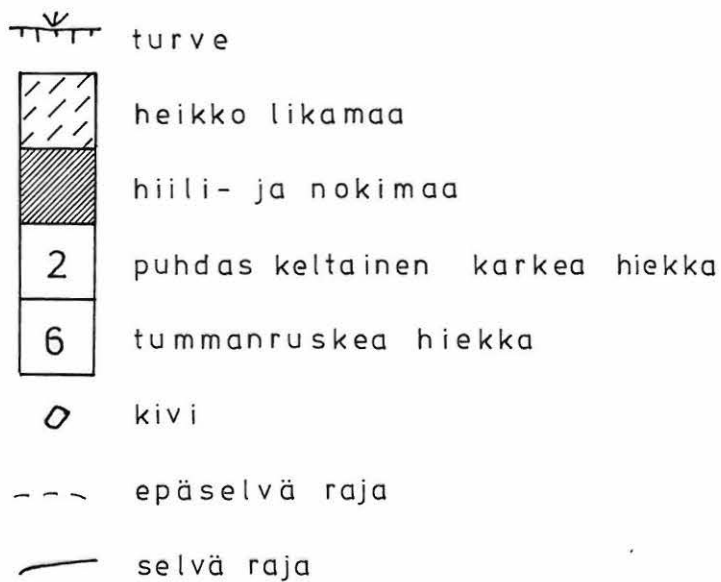 turve
heikko likamaa
hiili- ja nokimaa
2 puhdas keltainen karkea hiekka
6 tummanruskea hiekka
kivi
epäselvä raja
selvä raja